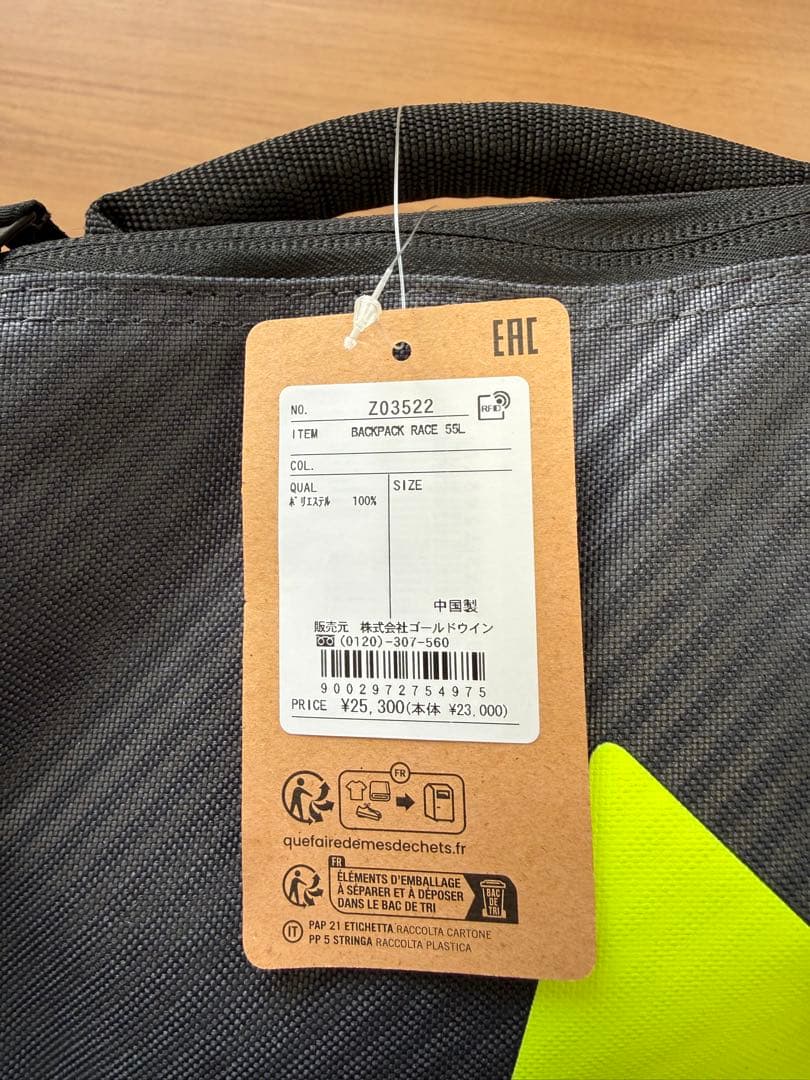 EAC
NO. Z03522 RFID
ITEM BACKPACK RACE 55L
COL.
QUAL SIZE
ポリエステル 100%
中国製
販売元 株式会社ゴールドウイン
(0120)-307-560
9002972754975
PRICE ¥25,300(本体 ¥23,000)
FR
quefairedemesdechets.fr
FR
ÉLÉMENTS D'EMBALLAGE
À SÉPARER ET À DÉPOSER
DANS LE BAC DE TRI
BAC
DE
TRI
IT PAP 21 ETICHETTA RACCOLTA CARTONE
PP 5 STRINGA RACCOLTA PLASTICA